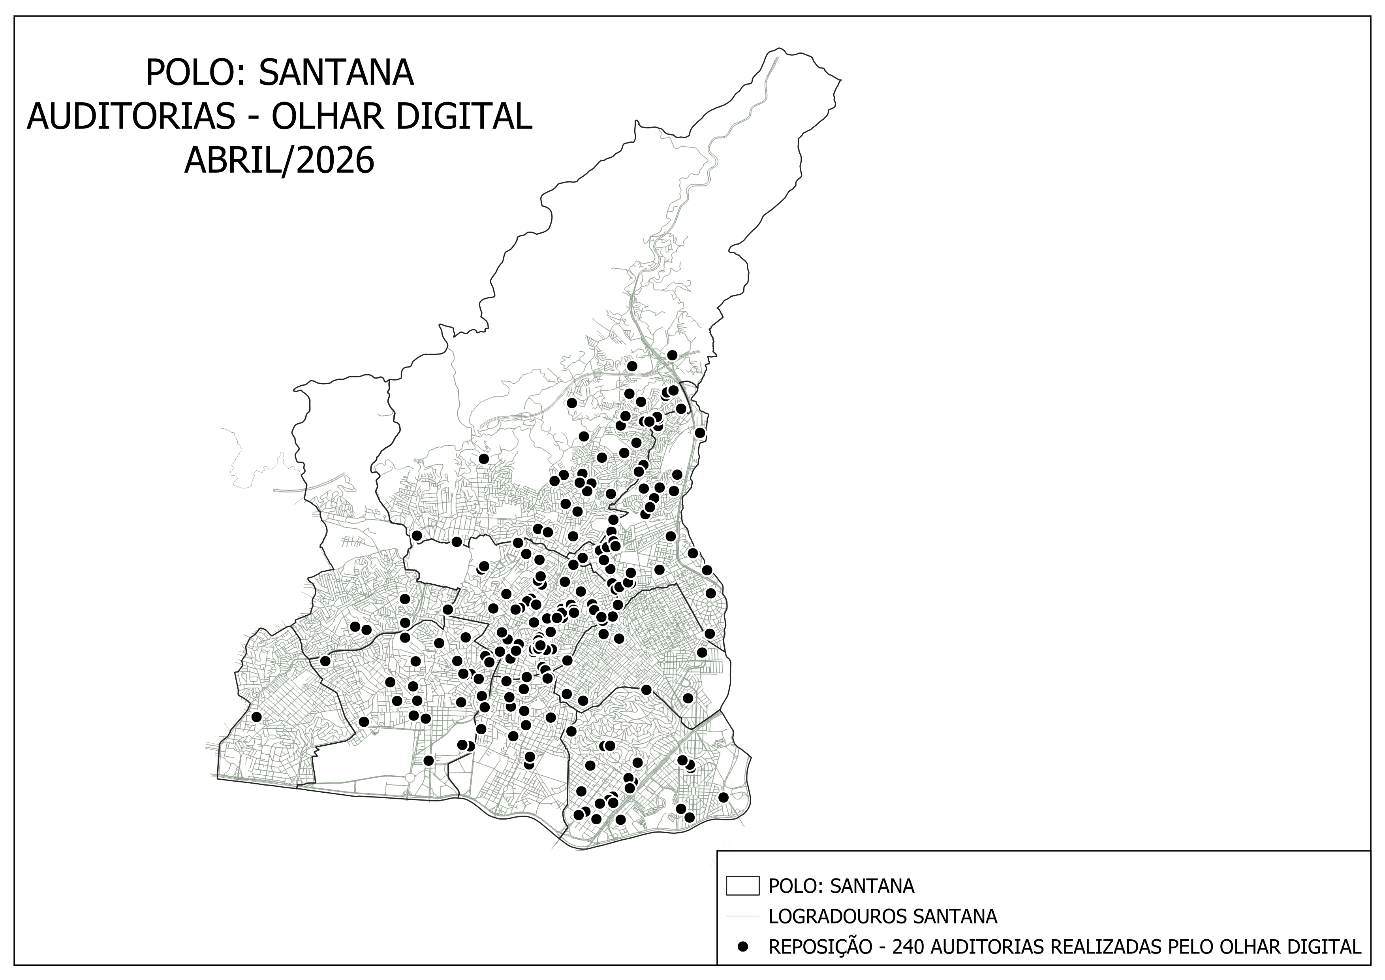 POLO: SANTANA
AUDITORIAS - OLHAR DIGITAL
ABRIL/2026
POLO: SANTANA
LOGRADOUROS SANTANA
REPOSIÇÃO - 240 AUDITORIAS REALIZADAS PELO OLHAR DIGITAL